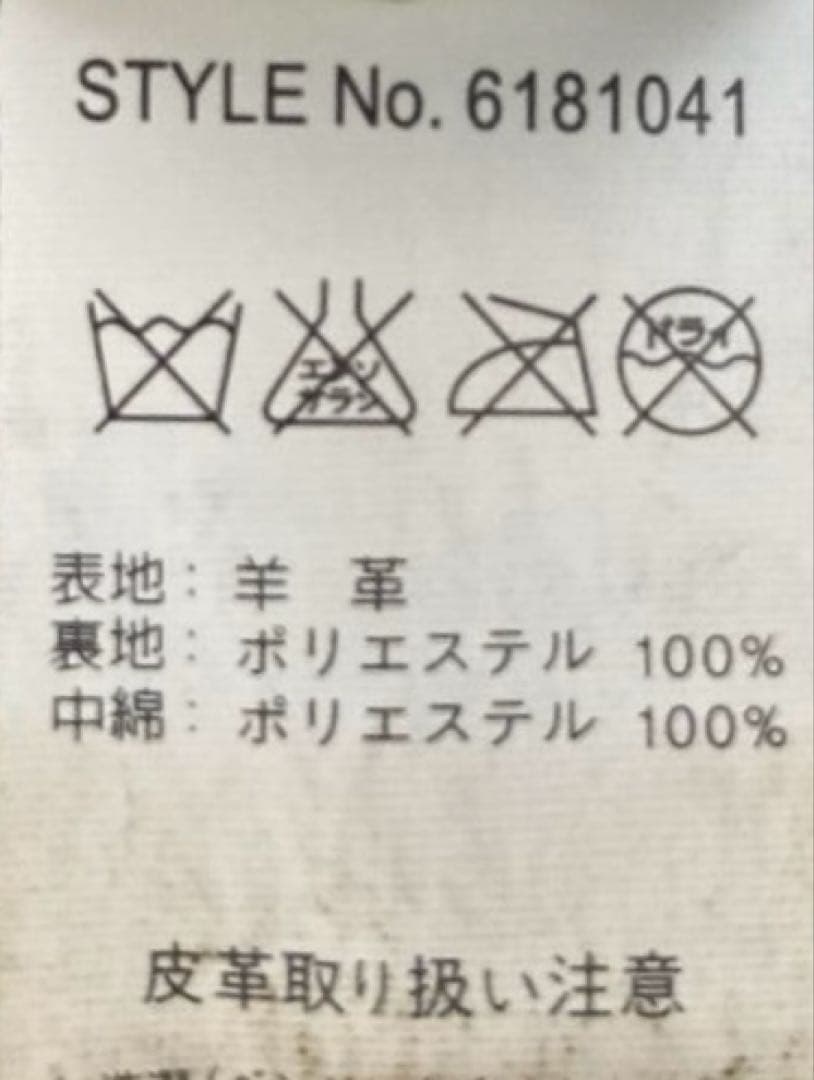 STYLE No. 6181041
エンソ
サラシ
ドライ
表地: 羊 革
裏地: ポリエステル 100%
中綿: ポリエステル 100%
皮革取り扱い注意